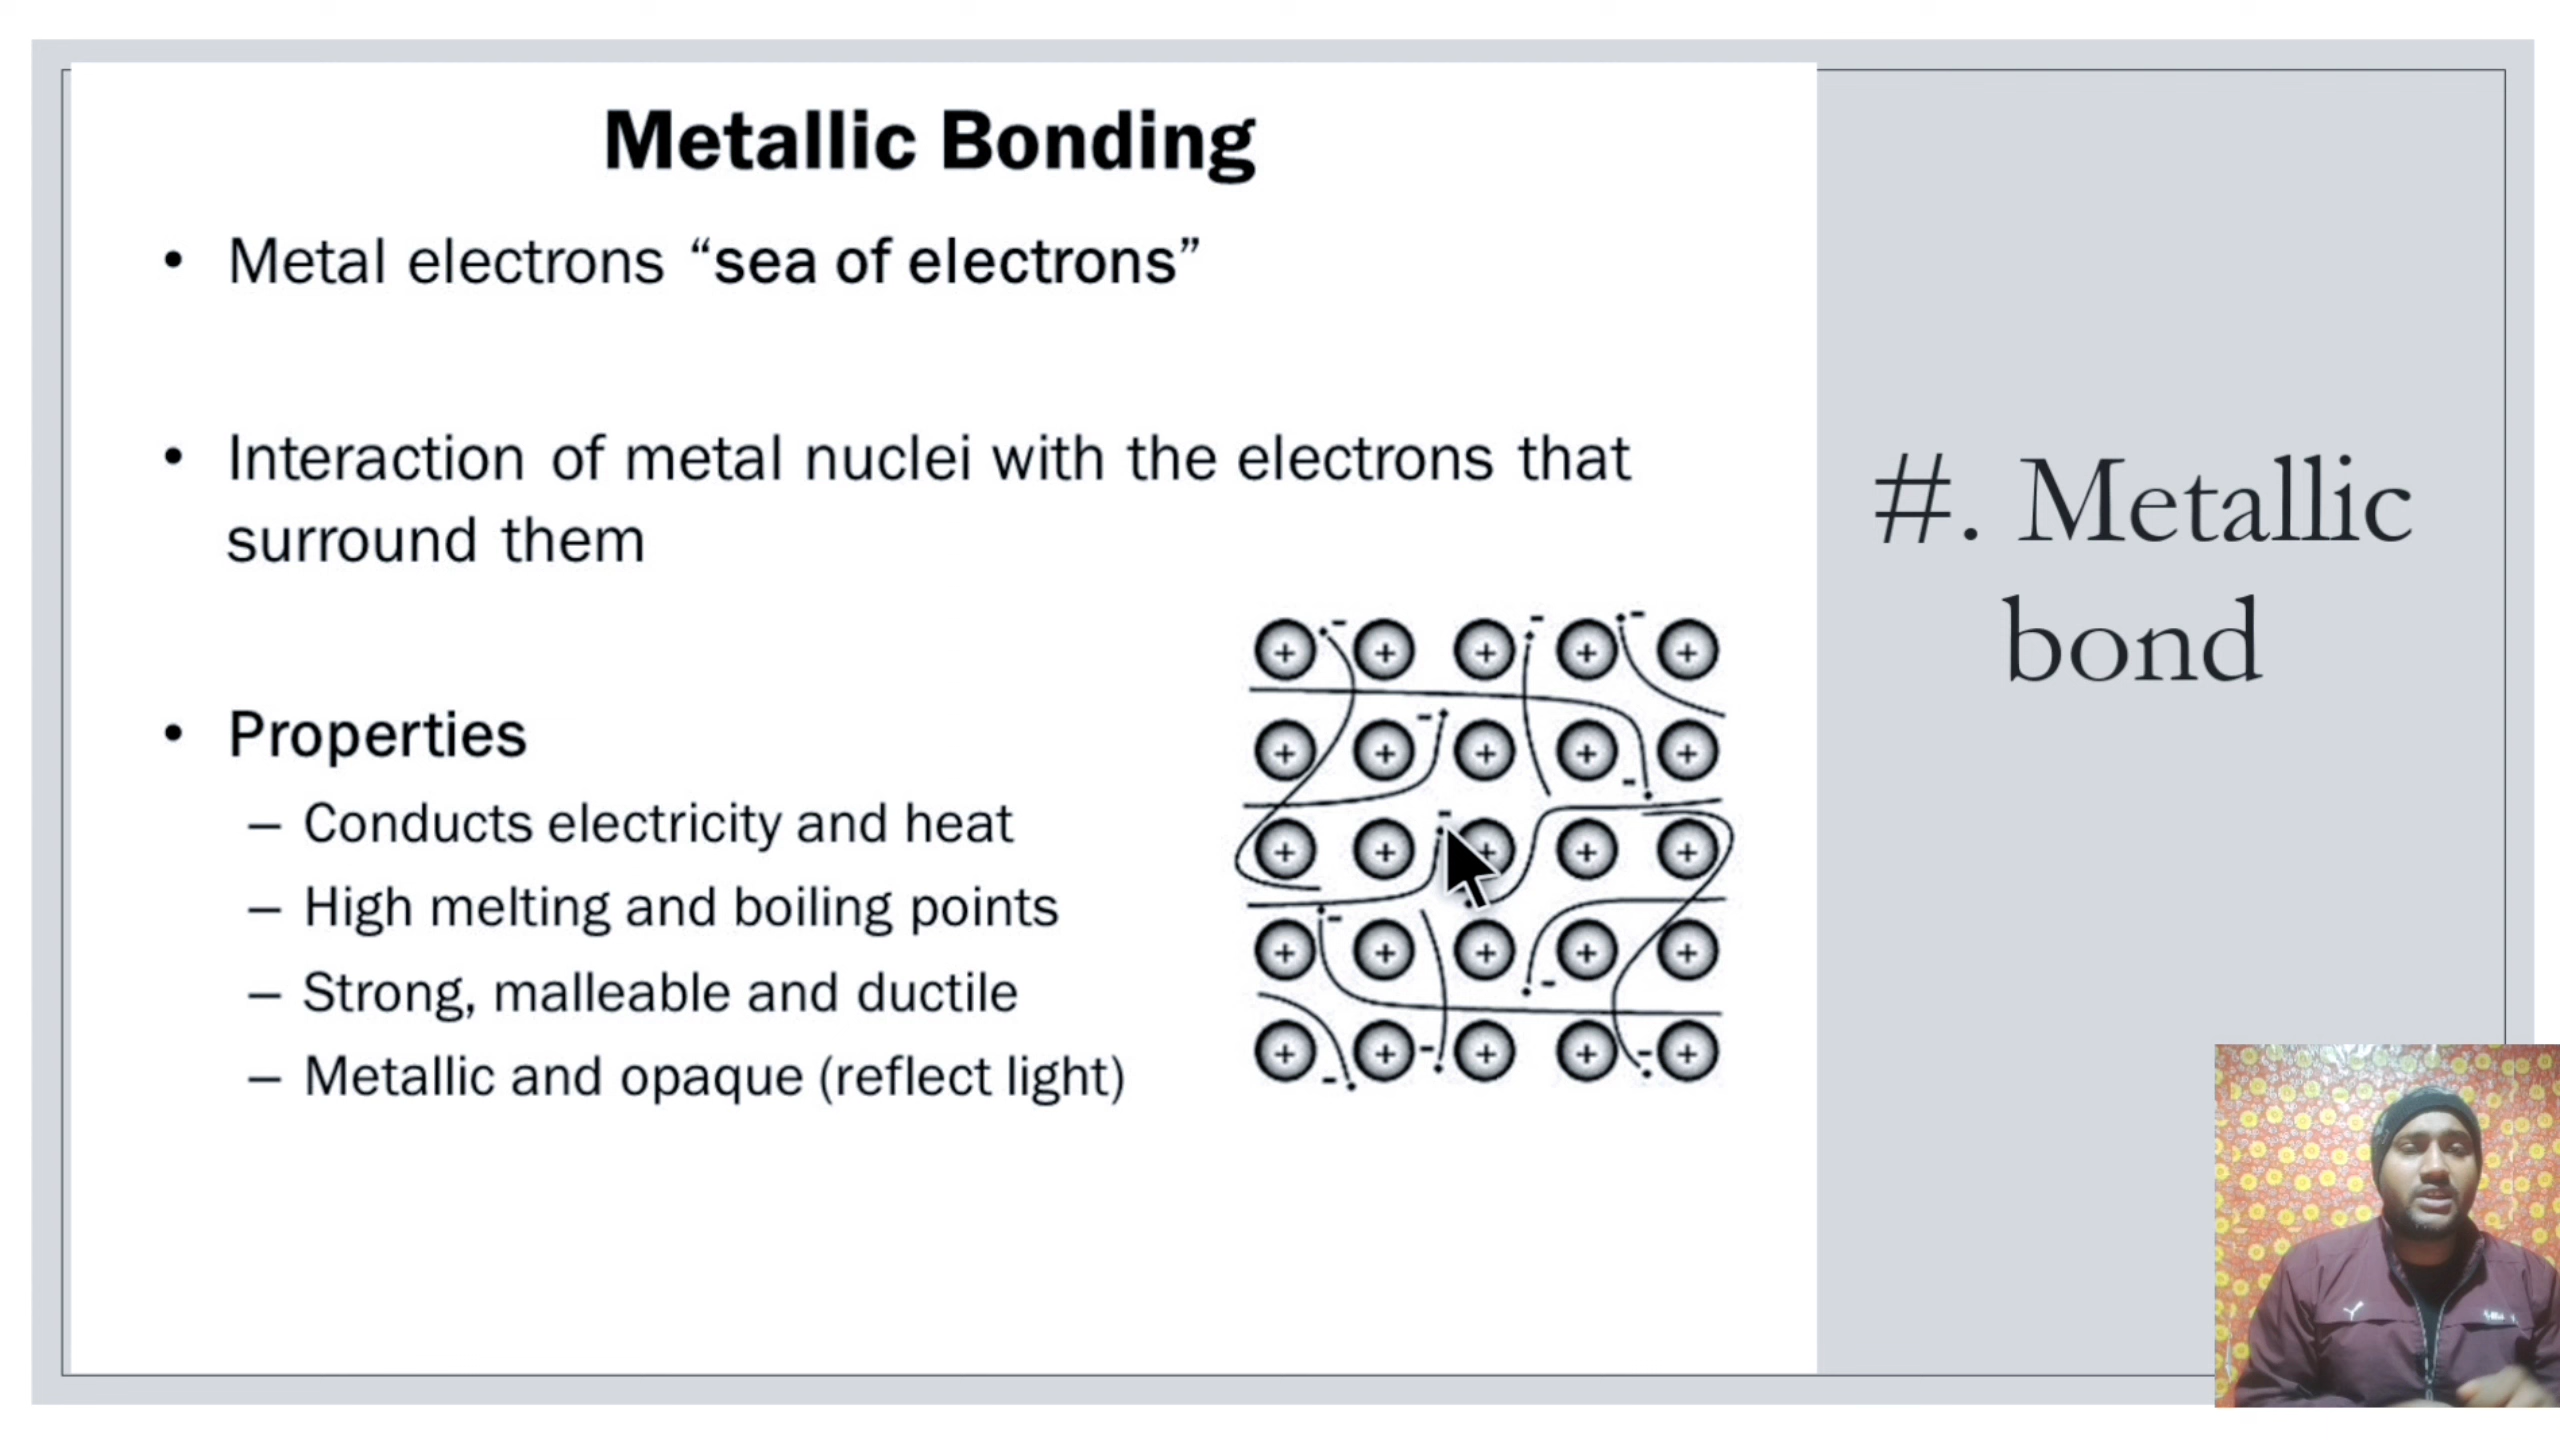 Metallic Bonding
• Metal electrons “sea of electrons”
• Interaction of metal nuclei with the electrons that
surround them
• Properties
– Conducts electricity and heat
– High melting and boiling points
– Strong, malleable and ductile
– Metallic and opaque (reflect light)
#. Metallic
bond